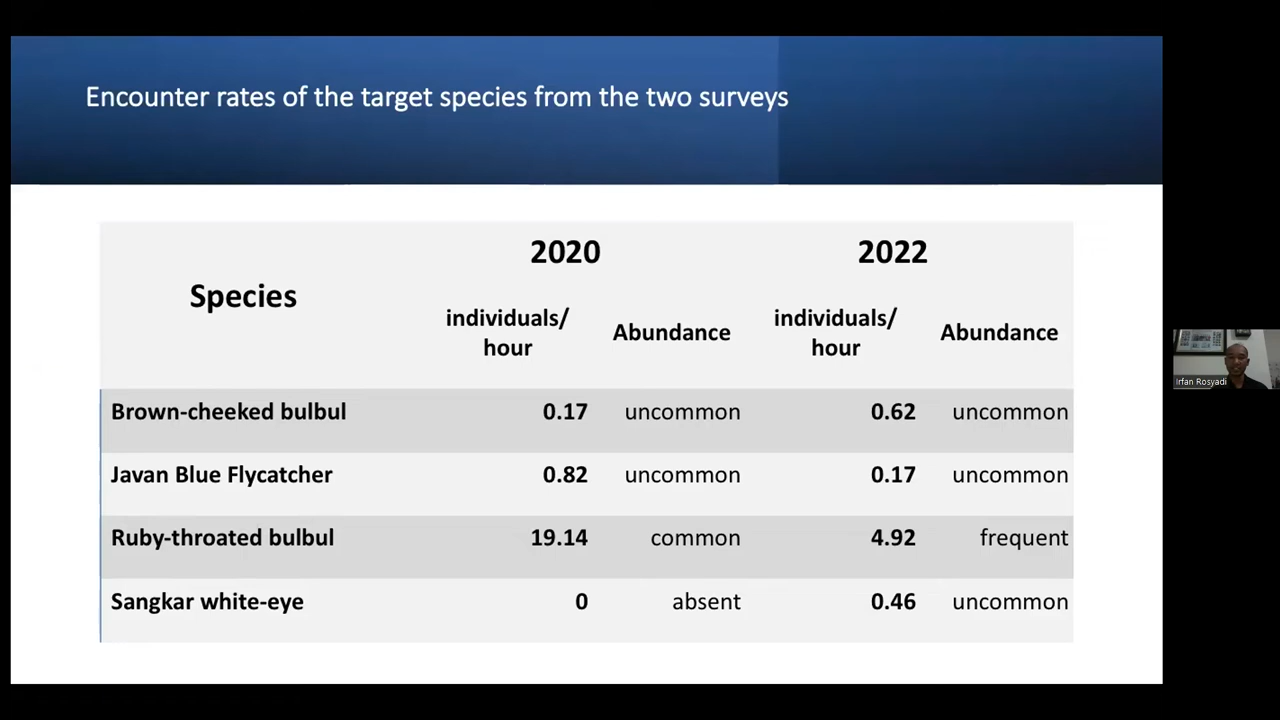 Encounter rates of the target species from the two surveys
Species
2020
2022
individuals/
hour
Abundance
individuals/
hour
Abundance
Brown-cheeked bulbul 0.17 uncommon 0.62 uncommon
Javan Blue Flycatcher 0.82 uncommon 0.17 uncommon
Ruby-throated bulbul 19.14 common 4.92 frequent
Sangkar white-eye 0 absent 0.46 uncommon
Irfan Rosyadi